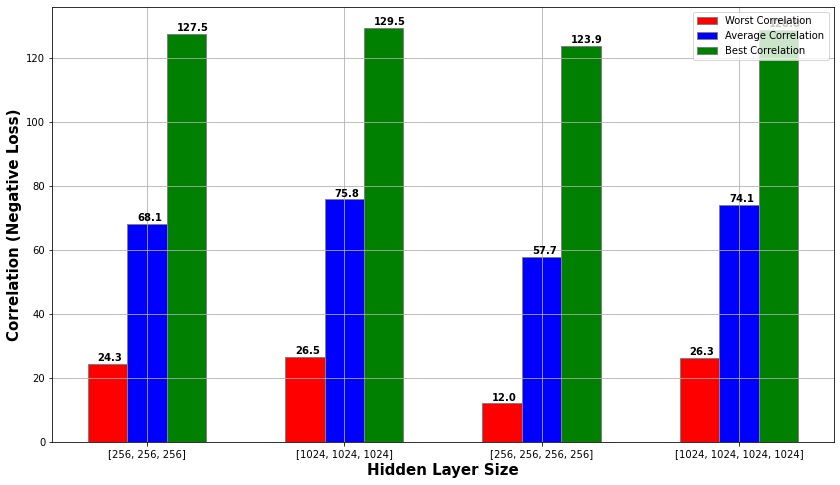 Correlation (Negative Loss)
120
100
80
60
40
20
0
Worst Correlation
Average Correlation
Best Correlation
24.3
68.1
127.5
26.5
75.8
129.5
12.0
57.7
123.9
26.3
74.1
[256, 256, 256]
[1024, 1024, 1024]
[256, 256, 256, 256]
[1024, 1024, 1024, 1024]
Hidden Layer Size